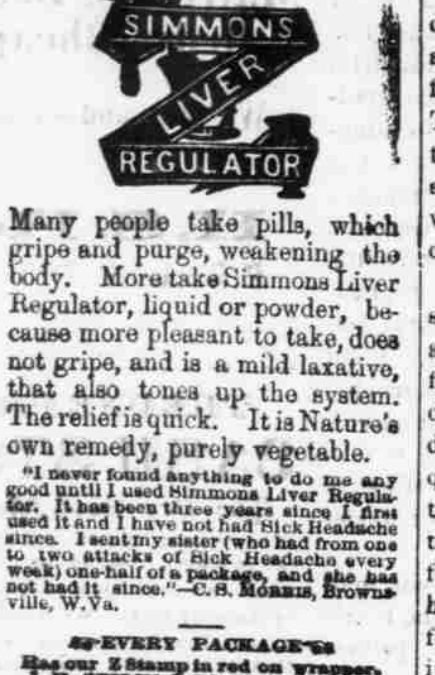 SIMMONS
LIVER
REGULATOR
Many people take pills, which
gripe and purge, weakening the
body. More take Simmons Liver
Regulator, liquid or powder, be-
cause more pleasant to take, does
not gripe, and is a mild laxative,
that also tones up the system.
The relief is quick. It is Nature's
own remedy, purely vegetable.
"I never found anything to do me any
good until I used Simmons Liver Regula-
tor. It has been three years since I first
used it and I have not had Sick Headache
since. I sent my sister (who had from one
to two attacks of Sick Headache every
week) one-half of a package, and she has
not had it since."—C. S. MORRIS, Browns-
ville, W. Va.
EVERY PACKAGE
Has our Z Stamp in red on wrapper.